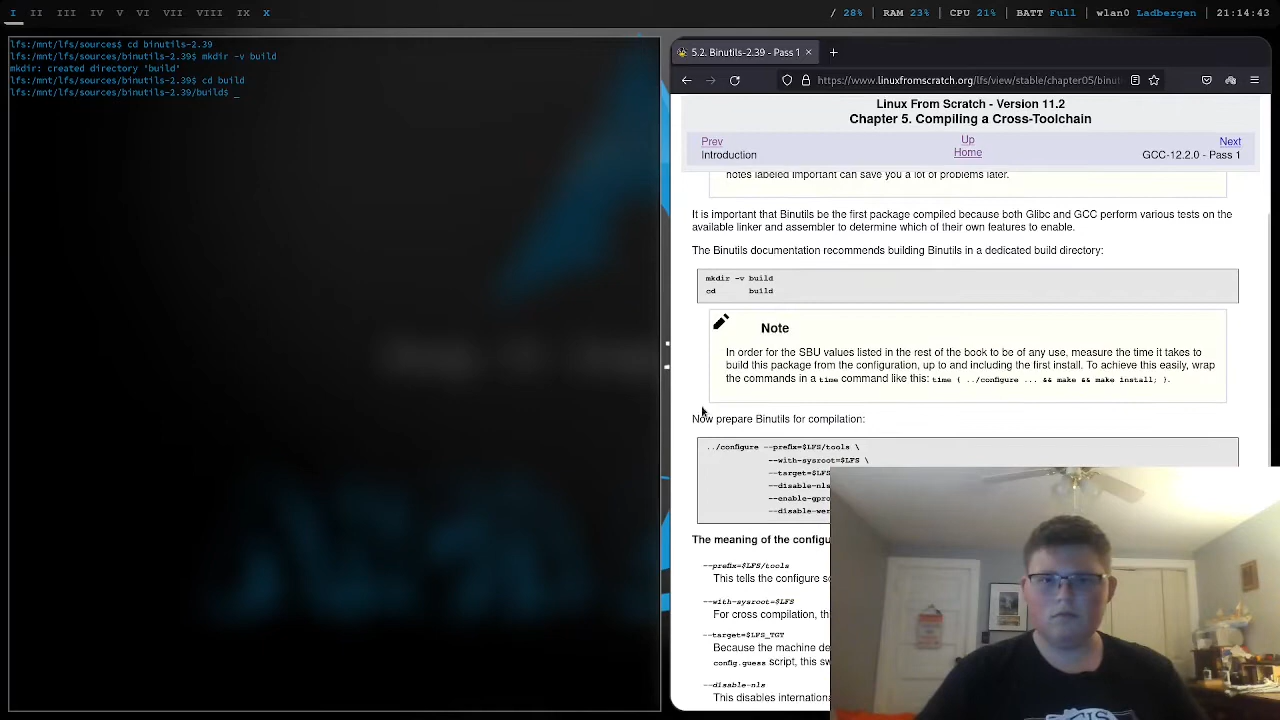 I II III IV V VI VII VIII IX X / 28% RAM 23% CPU 21% BATT Full wlan0 Ladbergen 21:14:43
lfs:/mnt/lfs/sources$ cd binutils-2.39
lfs:/mnt/lfs/sources/binutils-2.39$ mkdir -v build
mkdir: created directory 'build'
lfs:/mnt/lfs/sources/binutils-2.39$ cd build
lfs:/mnt/lfs/sources/binutils-2.39/build$ _
5.2. Binutils-2.39 - Pass 1
https://www.linuxfromscratch.org/lfs/view/stable/chapter05/binut
Linux From Scratch - Version 11.2
Chapter 5. Compiling a Cross-Toolchain
Prev Up Next
Introduction Home GCC-12.2.0 - Pass 1
notes labeled important can save you a lot of problems later.
It is important that Binutils be the first package compiled because both Glibc and GCC perform various tests on the
available linker and assembler to determine which of their own features to enable.
The Binutils documentation recommends building Binutils in a dedicated build directory:
mkdir -v build
cd build
Note
In order for the SBU values listed in the rest of the book to be of any use, measure the time it takes to
build this package from the configuration, up to and including the first install. To achieve this easily, wrap
the commands in a time command like this: time { ../configure ... && make && make install; }.
Now prepare Binutils for compilation:
../configure --prefix=$LFS/tools \
--with-sysroot=$LFS \
--target=$LFS
--disable-nls
--enable-gpro
--disable-wer
The meaning of the configu
--prefix=$LFS/tools
This tells the configure sc
--with-sysroot=$LFS
For cross compilation, th
--target=$LFS_TGT
Because the machine de
config.guess script, this sw
--disable-nls
This disables internationa